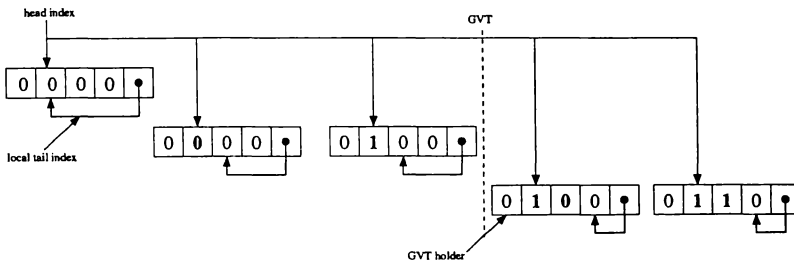 head index
GVT
0 0 0 0
local tail index
0 0 0 0
0 1 0 0
0 1 0 0
0 1 1 0
GVT holder